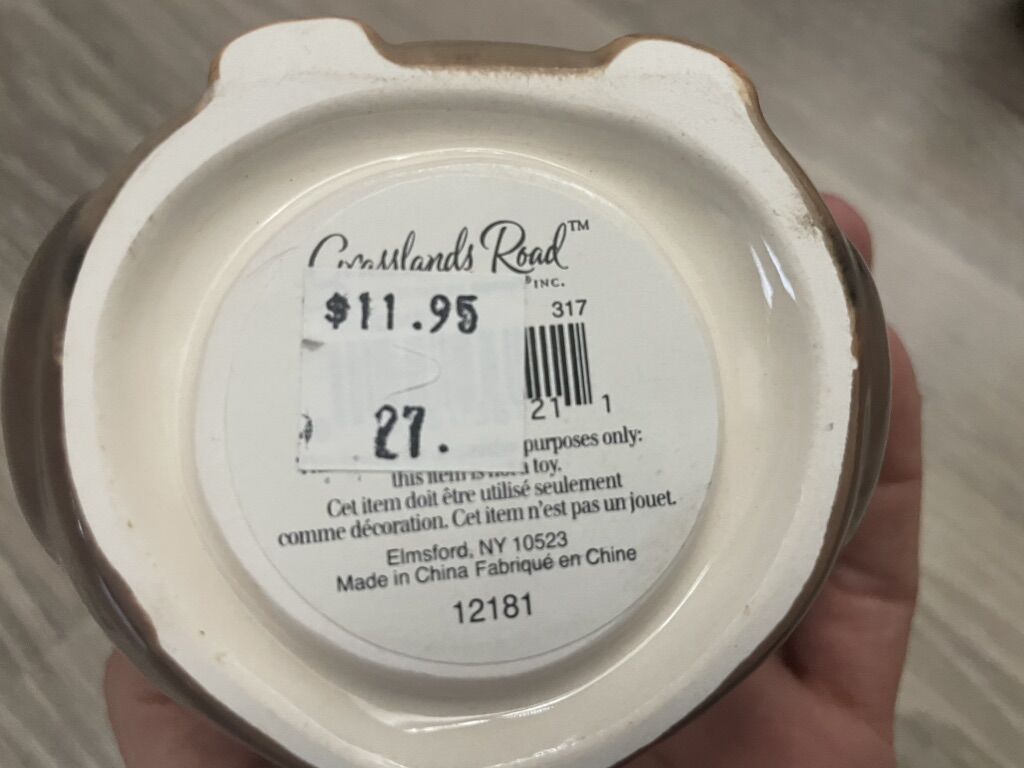 Grasslands Road™
INC.
$11.95
317
21 1
27.
purposes only:
this item is not a toy.
Cet item doit être utilisé seulement
comme décoration. Cet item n'est pas un jouet.
Elmsford, NY 10523
Made in China Fabriqué en Chine
12181